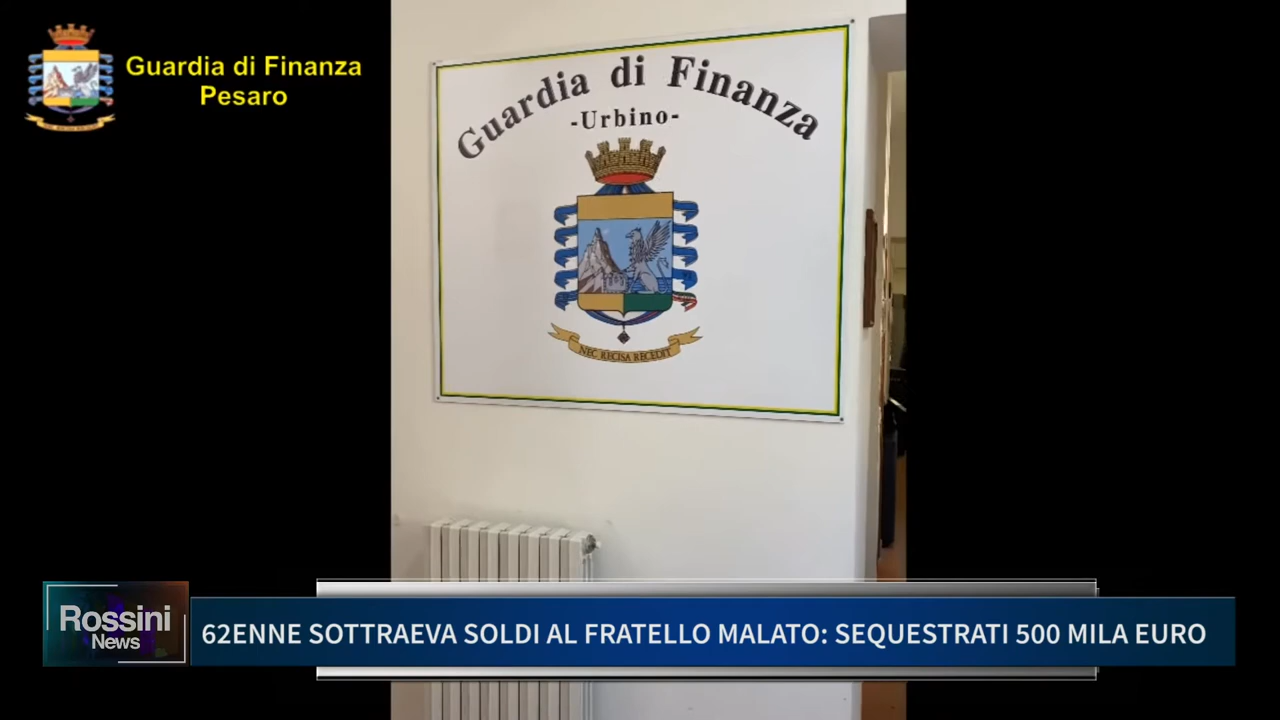 Guardia di Finanza
Pesaro
Guardia di Finanza
-Urbino-
NEC RECISA RECEDIT
Rossini
News
62ENNE SOTTRAEVA SOLDI AL FRATELLO MALATO: SEQUESTRATI 500 MILA EURO